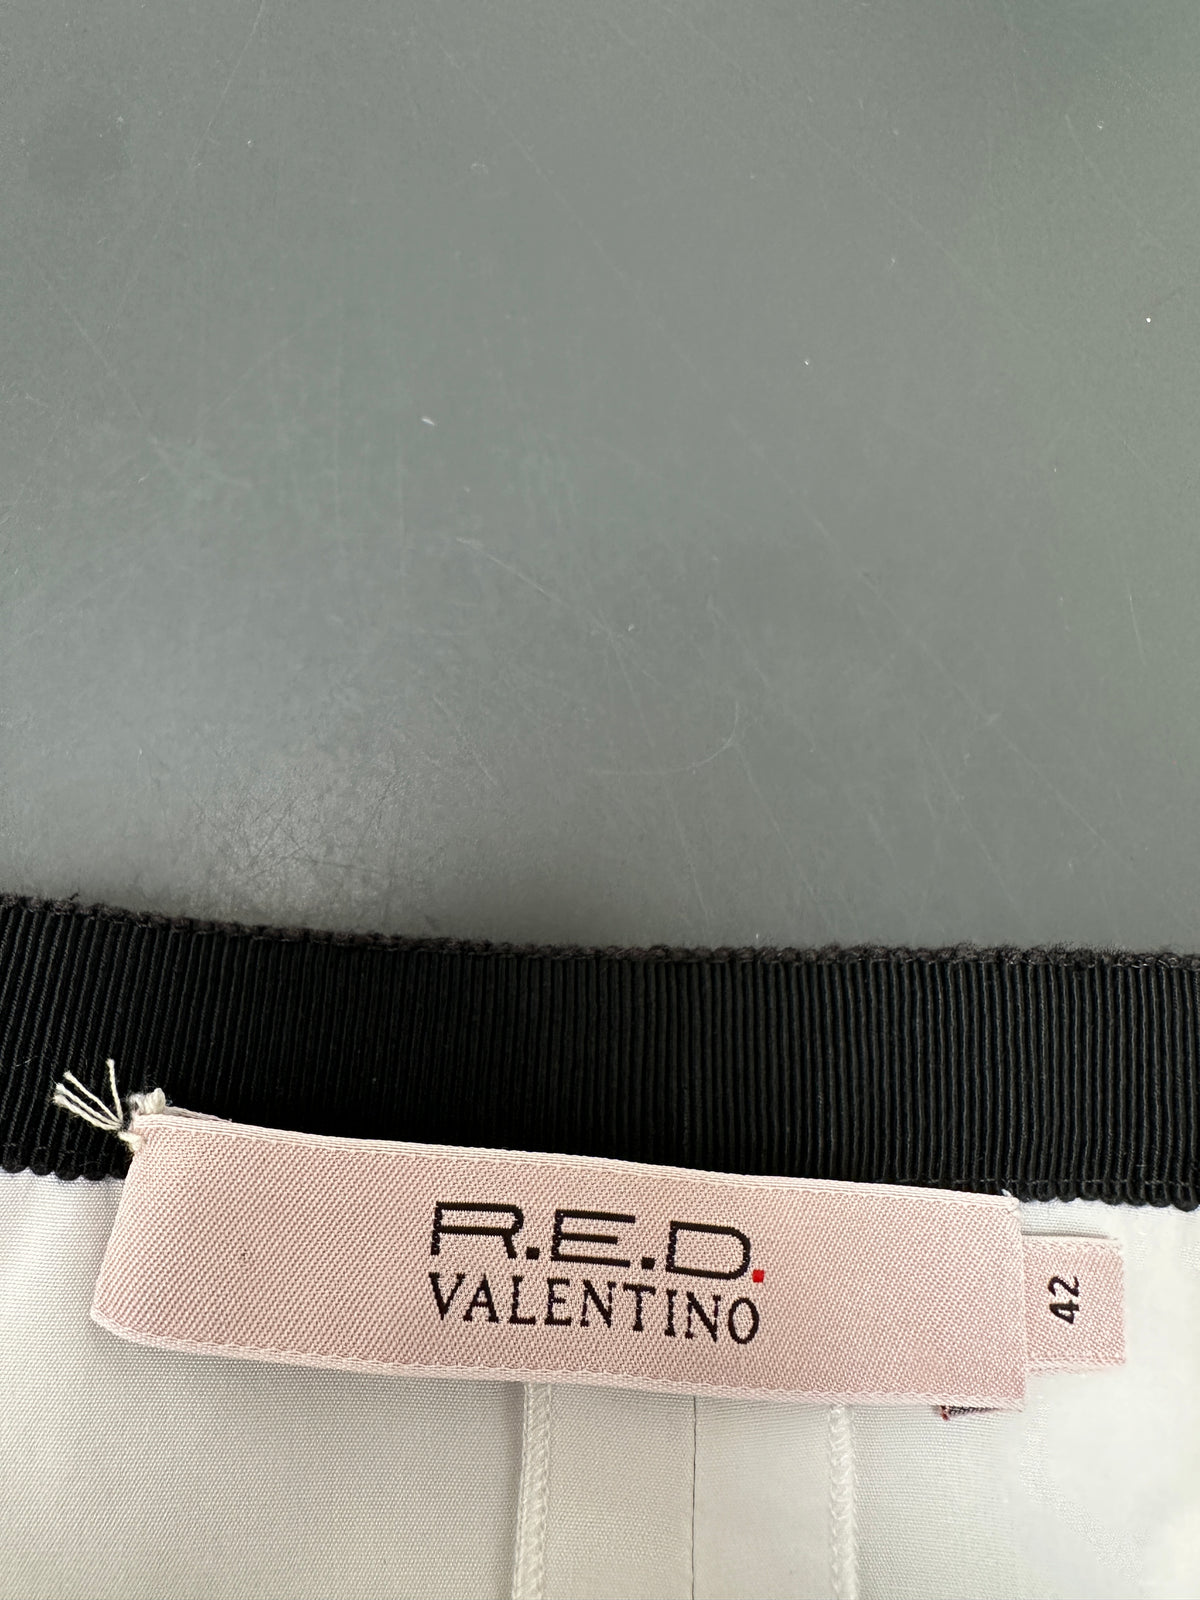 R.E.D.
VALENTINO
42